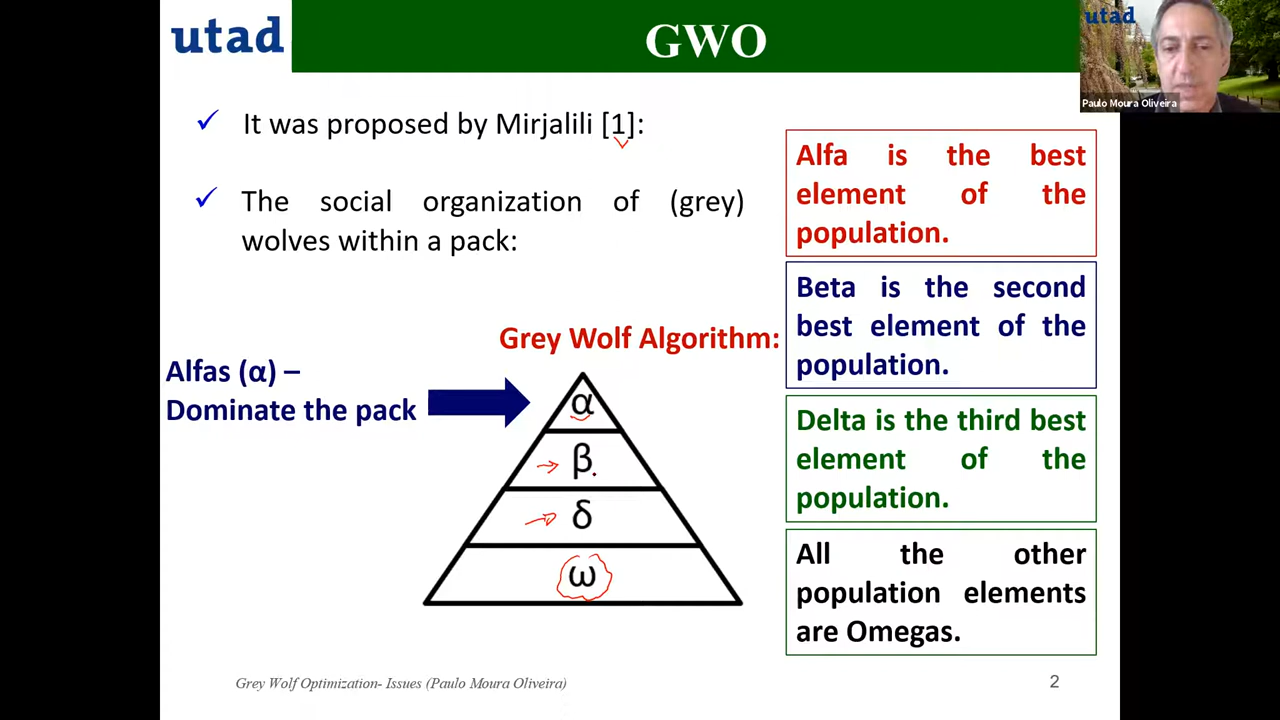 utad
GWO
utad
Paulo Moura Oliveira
It was proposed by Mirjalili [1]:
The social organization of (grey)
wolves within a pack:
Grey Wolf Algorithm:
Alfas (α) –
Dominate the pack
α
β
δ
ω
Alfa is the best
element of the
population.
Beta is the second
best element of the
population.
Delta is the third best
element of the
population.
All the other
population elements
are Omegas.
Grey Wolf Optimization- Issues (Paulo Moura Oliveira)
2